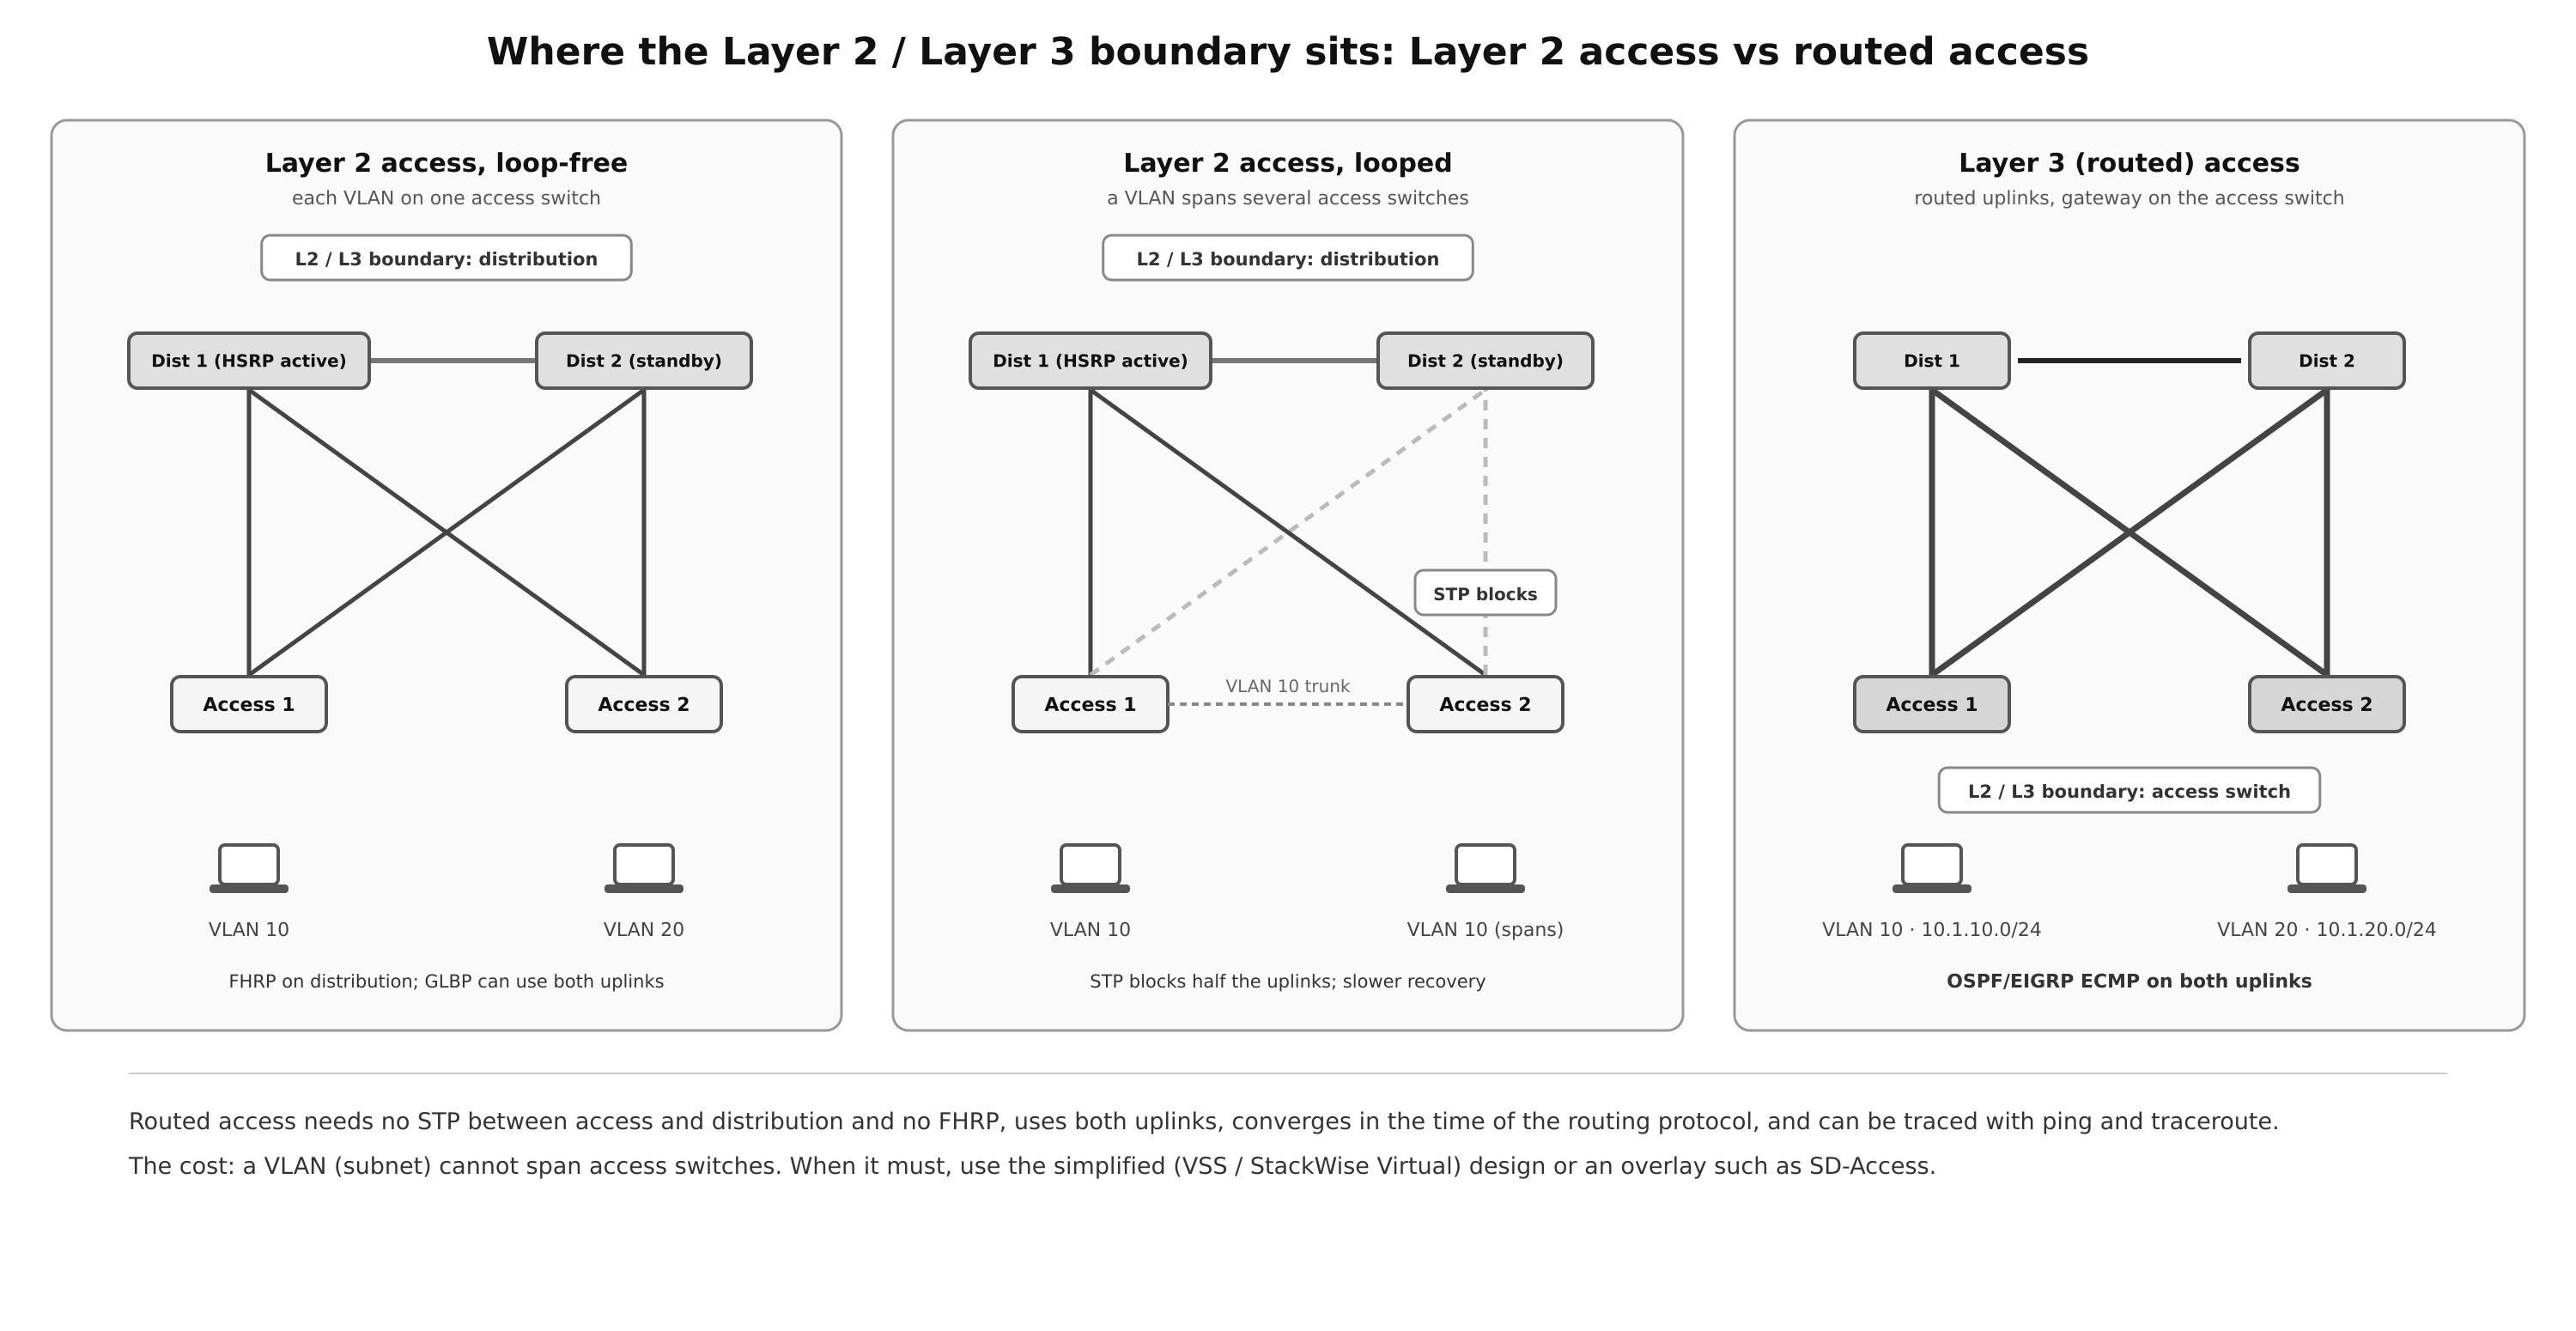 Where the Layer 2 / Layer 3 boundary sits: Layer 2 access vs routed access
Layer 2 access, loop-free
each VLAN on one access switch
L2 / L3 boundary: distribution
Dist 1 (HSRP active)
Dist 2 (standby)
Access 1
Access 2
VLAN 10
VLAN 20
FHRP on distribution; GLBP can use both uplinks
Layer 2 access, looped
a VLAN spans several access switches
L2 / L3 boundary: distribution
Dist 1 (HSRP active)
Dist 2 (standby)
STP blocks
VLAN 10 trunk
Access 1
Access 2
VLAN 10
VLAN 10 (spans)
STP blocks half the uplinks; slower recovery
Layer 3 (routed) access
routed uplinks, gateway on the access switch
Dist 1
Dist 2
Access 1
Access 2
L2 / L3 boundary: access switch
VLAN 10 · 10.1.10.0/24
VLAN 20 · 10.1.20.0/24
OSPF/EIGRP ECMP on both uplinks
Routed access needs no STP between access and distribution and no FHRP, uses both uplinks, converges in the time of the routing protocol, and can be traced with ping and traceroute.
The cost: a VLAN (subnet) cannot span access switches. When it must, use the simplified (VSS / StackWise Virtual) design or an overlay such as SD-Access.